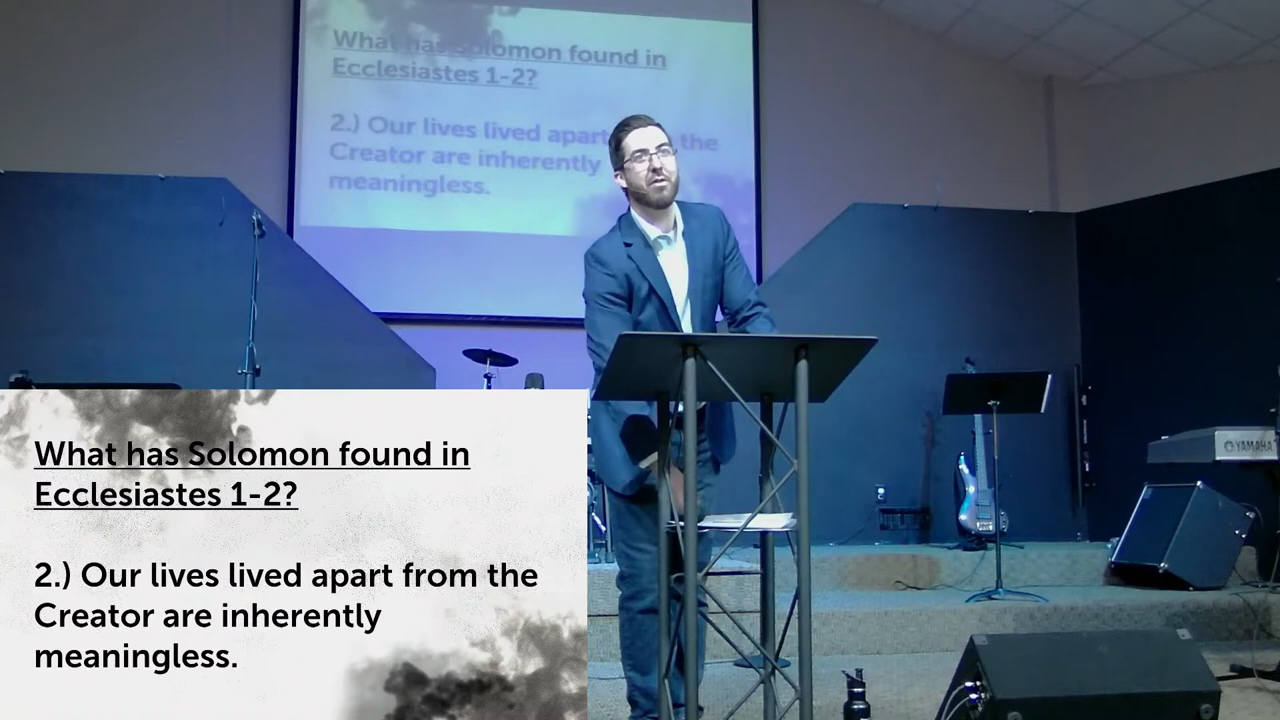 What has Solomon found in
Ecclesiastes 1-2?
2.) Our lives lived apart the
Creator are inherently
meaningless.
YAMAHA
What has Solomon found in
Ecclesiastes 1-2?
2.) Our lives lived apart from the
Creator are inherently
meaningless.